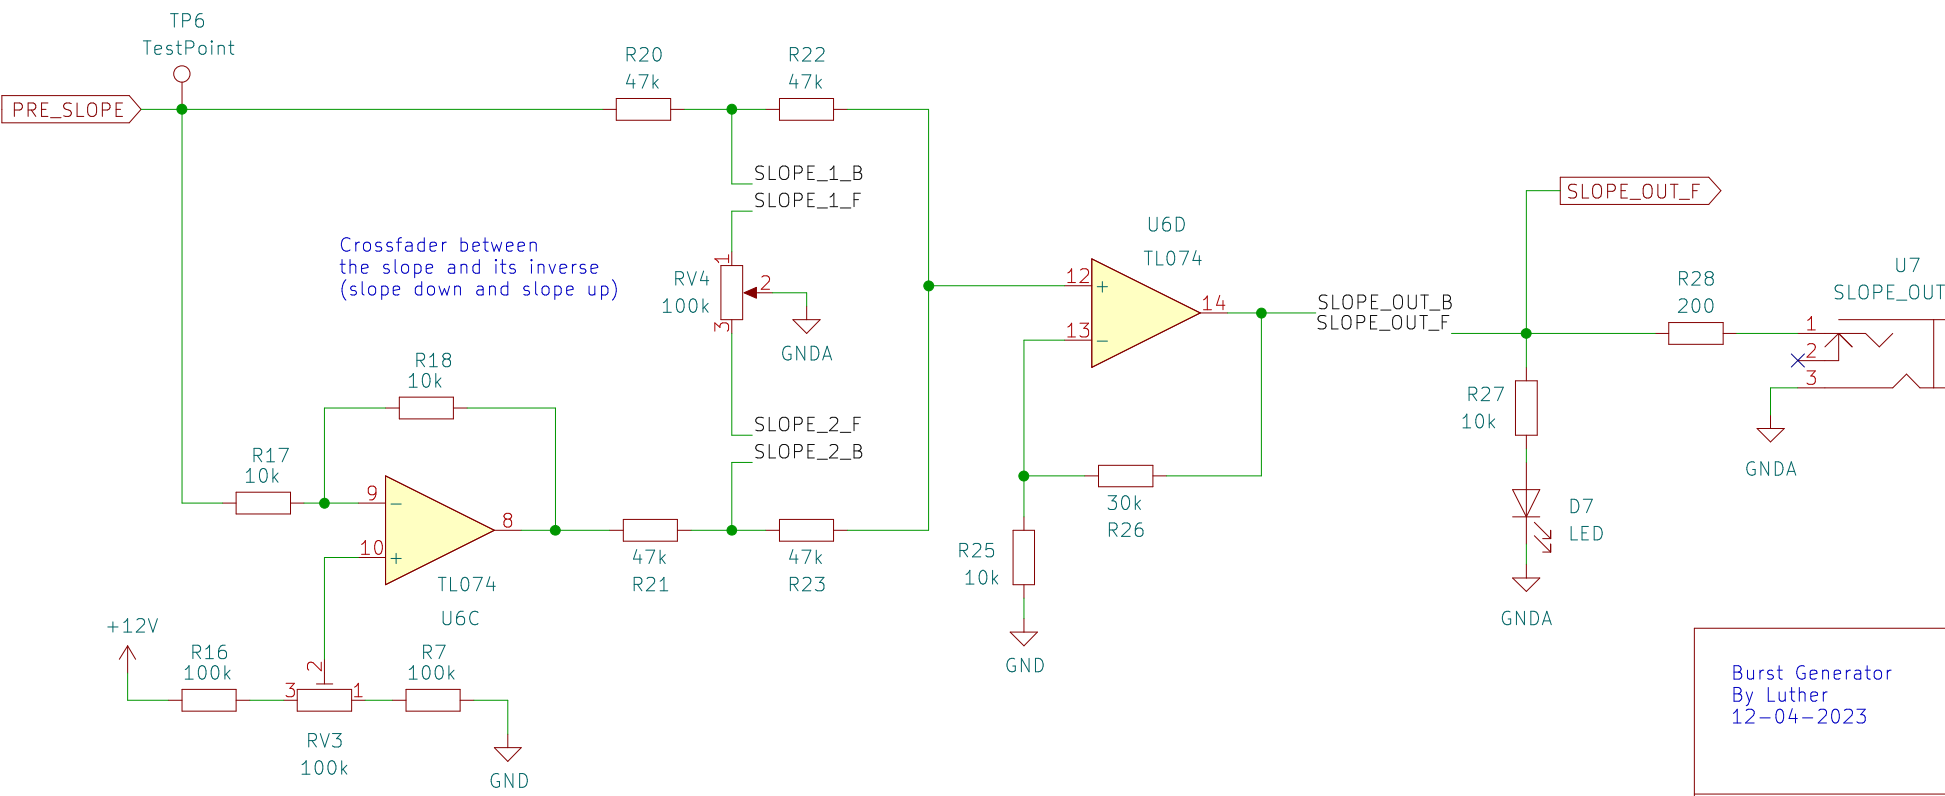 TP6
TestPoint
PRE_SLOPE
R20
47k
R22
47k
SLOPE_1_B
SLOPE_1_F
Crossfader between
the slope and its inverse
(slope down and slope up)
RV4
100k
1
2
3
GNDA
SLOPE_2_F
SLOPE_2_B
R18
10k
R17
10k
9
10
8
-
+
TL074
U6C
47k
R21
47k
R23
+12V
R16
100k
3
2
1
R7
100k
RV3
100k
GND
U6D
TL074
12
13
14
+
-
30k
R26
R25
10k
GND
SLOPE_OUT_B
SLOPE_OUT_F
SLOPE_OUT_F
R28
200
U7
SLOPE_OUT
1
2
3
GNDA
R27
10k
D7
LED
GNDA
Burst Generator
By Luther
12-04-2023